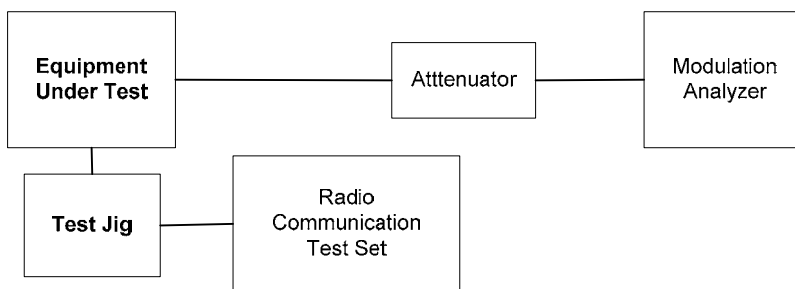 Equipment
Under Test
Atttenuator
Modulation
Analyzer
Test Jig
Radio
Communication
Test Set